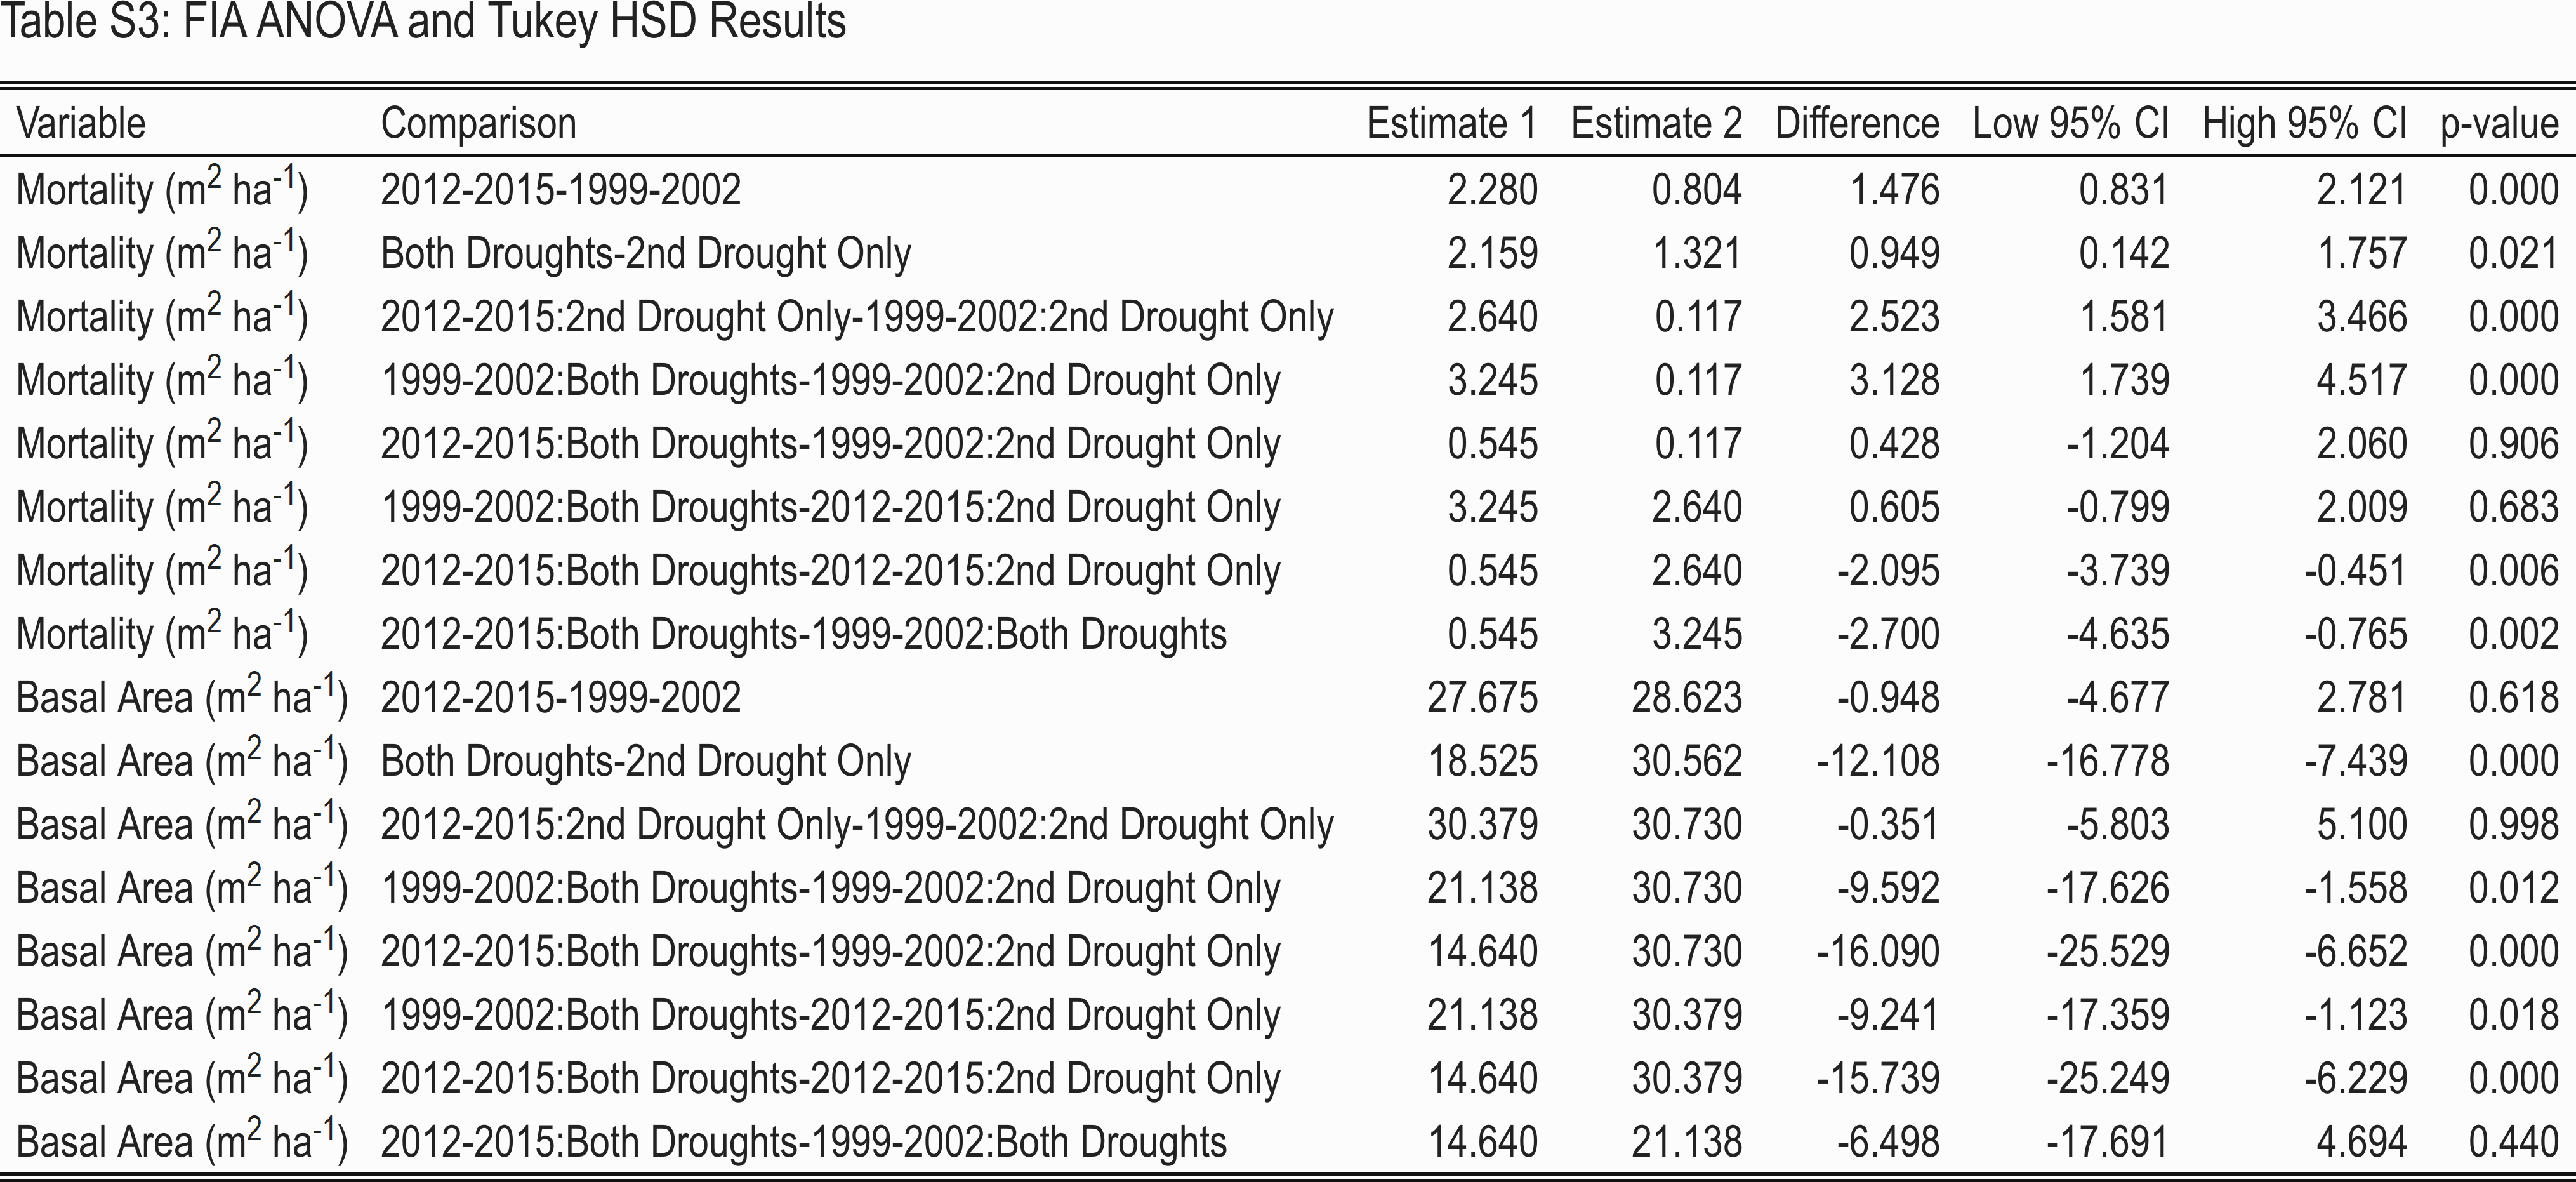 Table S3: FIA ANOVA and Tukey HSD Results
Variable Comparison Estimate 1 Estimate 2 Difference Low 95% CI High 95% CI p-value
Mortality (m² ha⁻¹) 2012-2015-1999-2002 2.280 0.804 1.476 0.831 2.121 0.000
Mortality (m² ha⁻¹) Both Droughts-2nd Drought Only 2.159 1.321 0.949 0.142 1.757 0.021
Mortality (m² ha⁻¹) 2012-2015:2nd Drought Only-1999-2002:2nd Drought Only 2.640 0.117 2.523 1.581 3.466 0.000
Mortality (m² ha⁻¹) 1999-2002:Both Droughts-1999-2002:2nd Drought Only 3.245 0.117 3.128 1.739 4.517 0.000
Mortality (m² ha⁻¹) 2012-2015:Both Droughts-1999-2002:2nd Drought Only 0.545 0.117 0.428 -1.204 2.060 0.906
Mortality (m² ha⁻¹) 1999-2002:Both Droughts-2012-2015:2nd Drought Only 3.245 2.640 0.605 -0.799 2.009 0.683
Mortality (m² ha⁻¹) 2012-2015:Both Droughts-2012-2015:2nd Drought Only 0.545 2.640 -2.095 -3.739 -0.451 0.006
Mortality (m² ha⁻¹) 2012-2015:Both Droughts-1999-2002:Both Droughts 0.545 3.245 -2.700 -4.635 -0.765 0.002
Basal Area (m² ha⁻¹) 2012-2015-1999-2002 27.675 28.623 -0.948 -4.677 2.781 0.618
Basal Area (m² ha⁻¹) Both Droughts-2nd Drought Only 18.525 30.562 -12.108 -16.778 -7.439 0.000
Basal Area (m² ha⁻¹) 2012-2015:2nd Drought Only-1999-2002:2nd Drought Only 30.379 30.730 -0.351 -5.803 5.100 0.998
Basal Area (m² ha⁻¹) 1999-2002:Both Droughts-1999-2002:2nd Drought Only 21.138 30.730 -9.592 -17.626 -1.558 0.012
Basal Area (m² ha⁻¹) 2012-2015:Both Droughts-1999-2002:2nd Drought Only 14.640 30.730 -16.090 -25.529 -6.652 0.000
Basal Area (m² ha⁻¹) 1999-2002:Both Droughts-2012-2015:2nd Drought Only 21.138 30.379 -9.241 -17.359 -1.123 0.018
Basal Area (m² ha⁻¹) 2012-2015:Both Droughts-2012-2015:2nd Drought Only 14.640 30.379 -15.739 -25.249 -6.229 0.000
Basal Area (m² ha⁻¹) 2012-2015:Both Droughts-1999-2002:Both Droughts 14.640 21.138 -6.498 -17.691 4.694 0.440